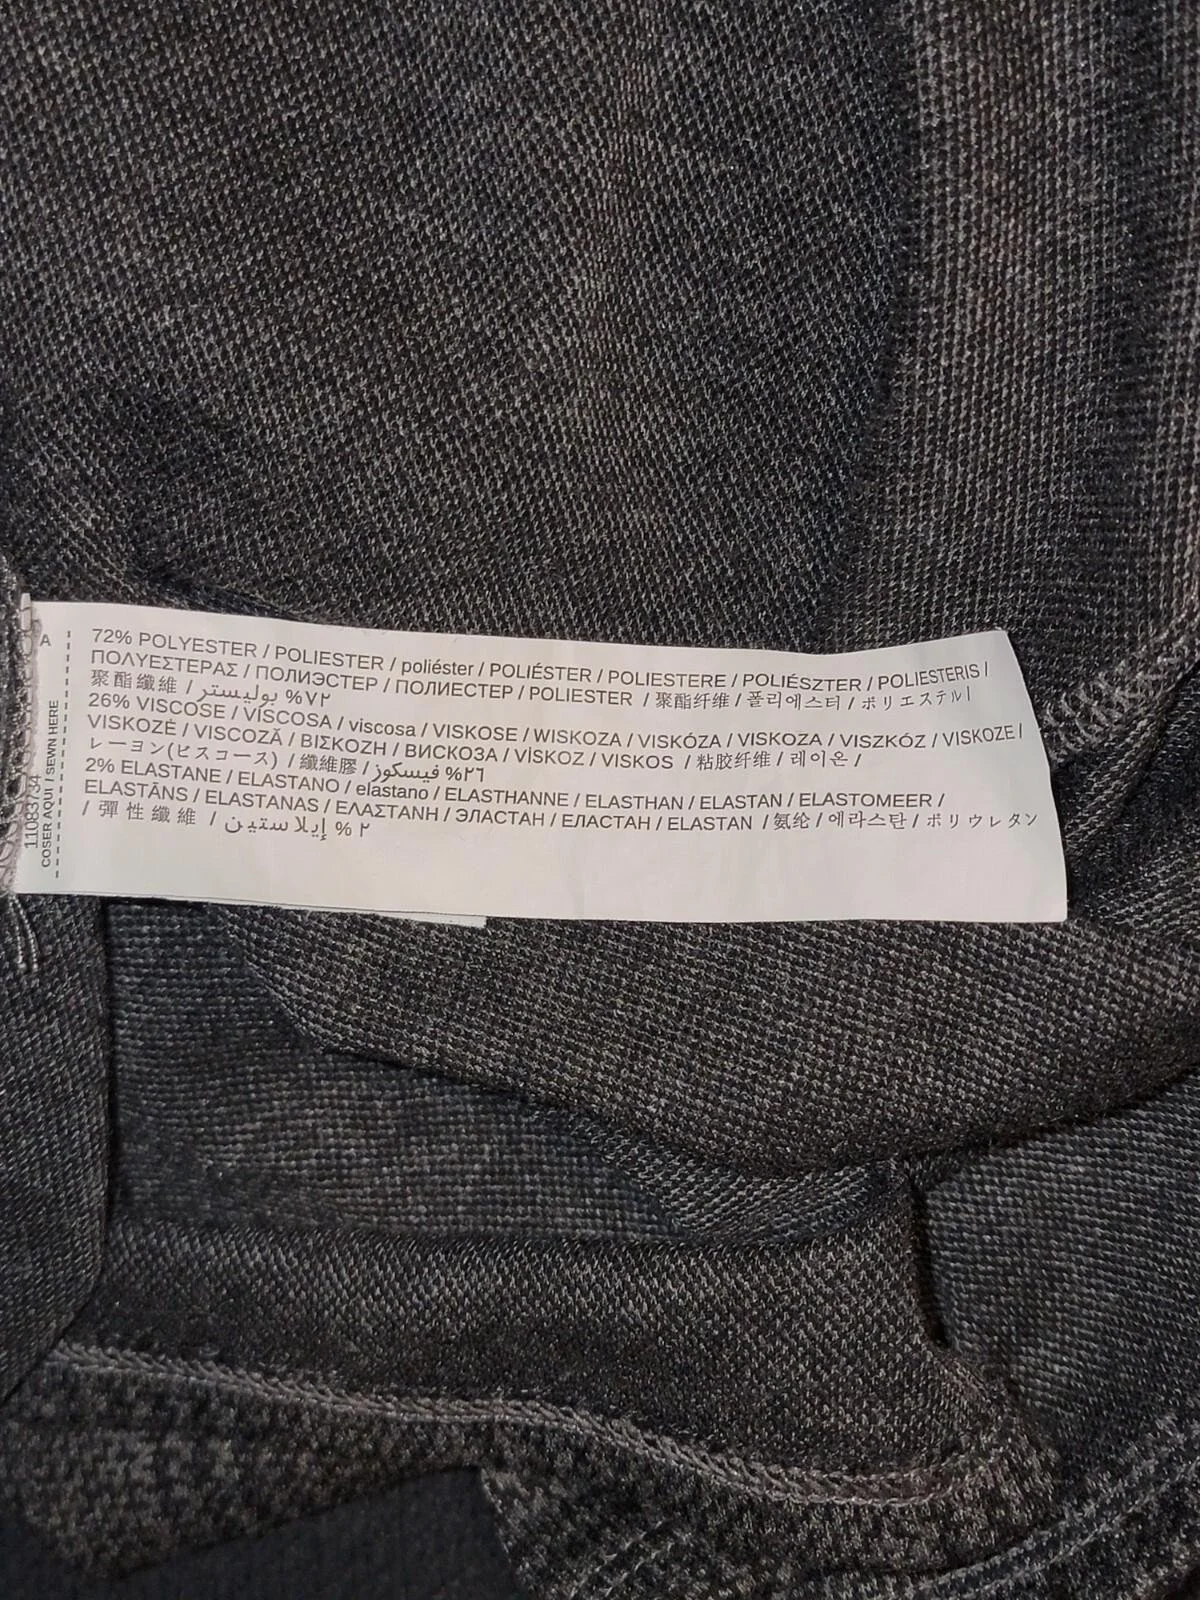 72% POLYESTER / POLIESTER / poliéster / POLIÉSTER / POLIESTERE / POLIÉSZTER / POLIESTERIS /
ΠΟΛΥΕΣΤΕΡΑΣ / ПОЛИЭСТЕР / ПОЛИЕСТЕР / POLIESTER / 聚酯纤维 / 폴리에스터 / ポリエステル /
聚酯纖維 / بوليستر %٧٢
26% VISCOSE / VİSCOSA / viscosa / VISKOSE / WISKOZA / VISKÓZA / VISKOZA / VISZKÓZ / VISKOZE /
VISKOZĖ / VISCOZĂ / ΒΙΣΚΟΖΗ / ВИСКОЗА / VİSKOZ / VISKOS / 粘胶纤维 / 레이온 /
レーヨン(ビスコース) / 纖維膠 / فيسكوز %٢٦
2% ELASTANE / ELASTANO / elastano / ELASTHANNE / ELASTHAN / ELASTAN / ELASTOMEER /
ELASTĀNS / ELASTANAS / ΕΛΑΣΤΑΝΗ / ЭЛАСТАН / ЕЛАСТАН / ELASTAN / 氨纶 / 에라스탄 / ポリウレタン
/ 彈性纖維 / إيلاستين % ٢
A
11083734
COSER AQUI / SEWN HERE